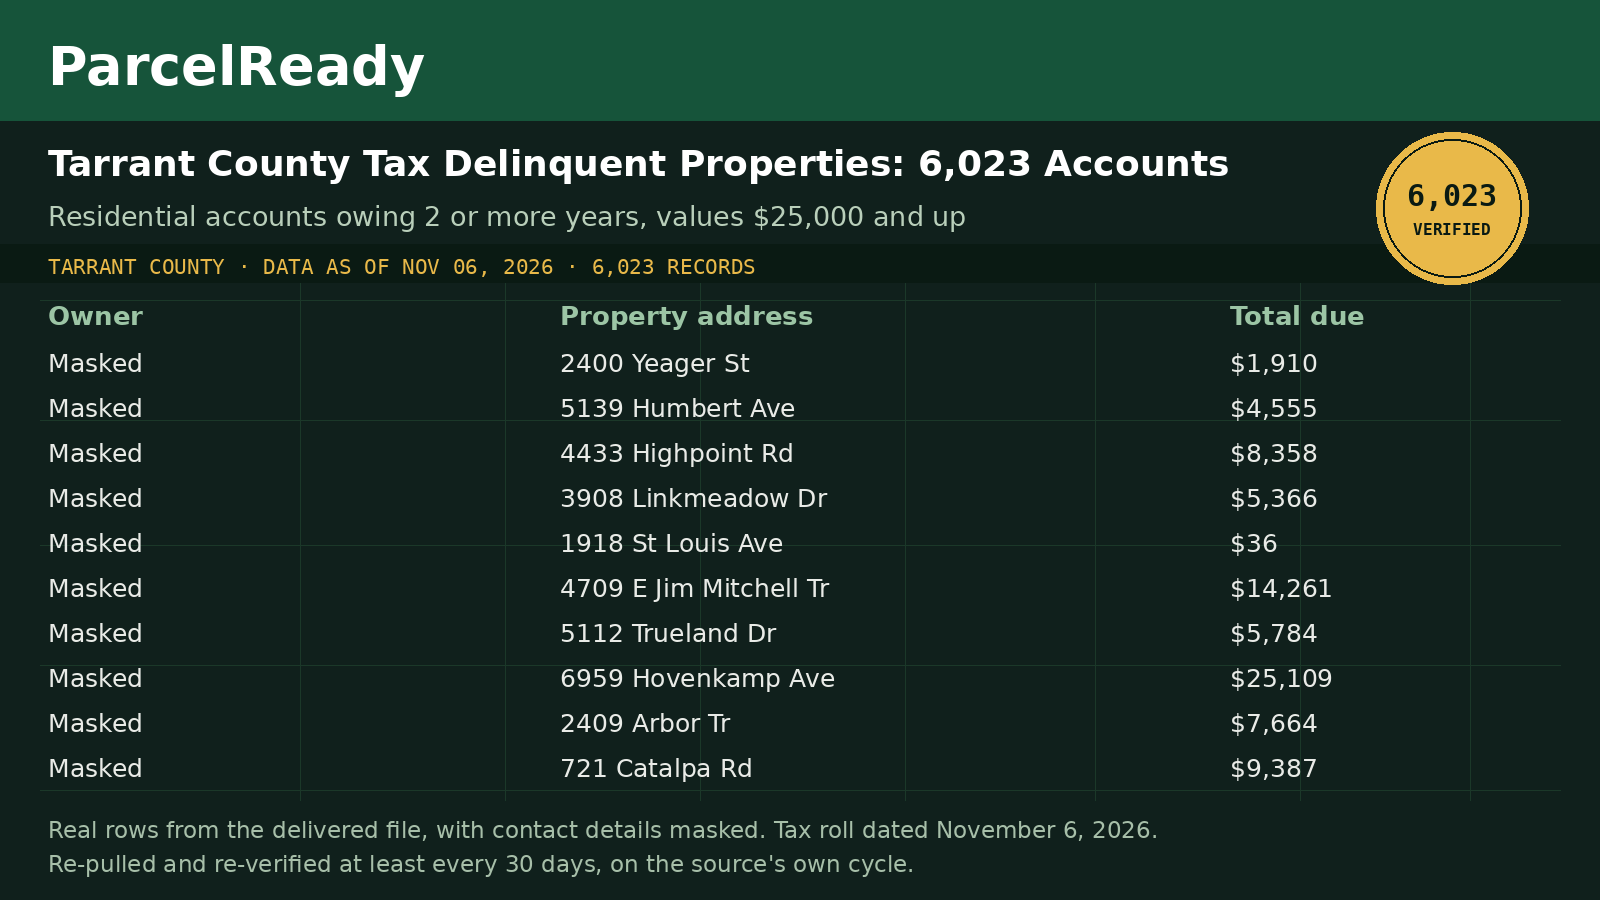 ParcelReady
Tarrant County Tax Delinquent Properties: 6,023 Accounts
Residential accounts owing 2 or more years, values $25,000 and up
6,023
VERIFIED
TARRANT COUNTY · DATA AS OF NOV 06, 2026 · 6,023 RECORDS
Owner Property address Total due
Masked 2400 Yeager St $1,910
Masked 5139 Humbert Ave $4,555
Masked 4433 Highpoint Rd $8,358
Masked 3908 Linkmeadow Dr $5,366
Masked 1918 St Louis Ave $36
Masked 4709 E Jim Mitchell Tr $14,261
Masked 5112 Trueland Dr $5,784
Masked 6959 Hovenkamp Ave $25,109
Masked 2409 Arbor Tr $7,664
Masked 721 Catalpa Rd $9,387
Real rows from the delivered file, with contact details masked. Tax roll dated November 6, 2026.
Re-pulled and re-verified at least every 30 days, on the source's own cycle.